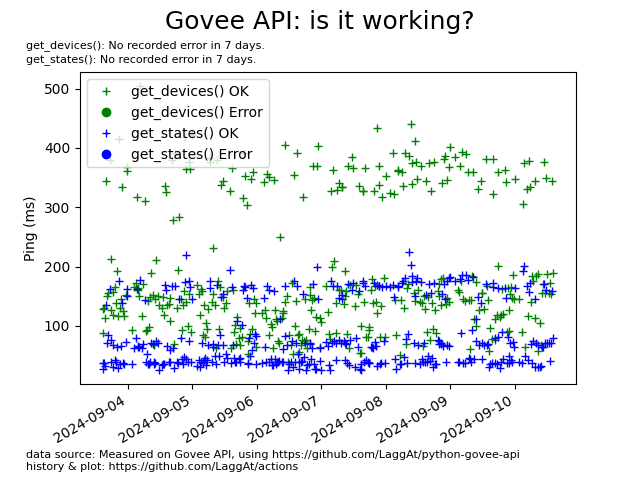 Govee API: is it working?
get_devices(): No recorded error in 7 days.
get_states(): No recorded error in 7 days.
500
400
300
200
100
Ping (ms)
get_devices() OK
get_devices() Error
get_states() OK
get_states() Error
2024-09-04
2024-09-05
2024-09-06
2024-09-07
2024-09-08
2024-09-09
2024-09-10
data source: Measured on Govee API, using https://github.com/LaggAt/python-govee-api
history & plot: https://github.com/LaggAt/actions